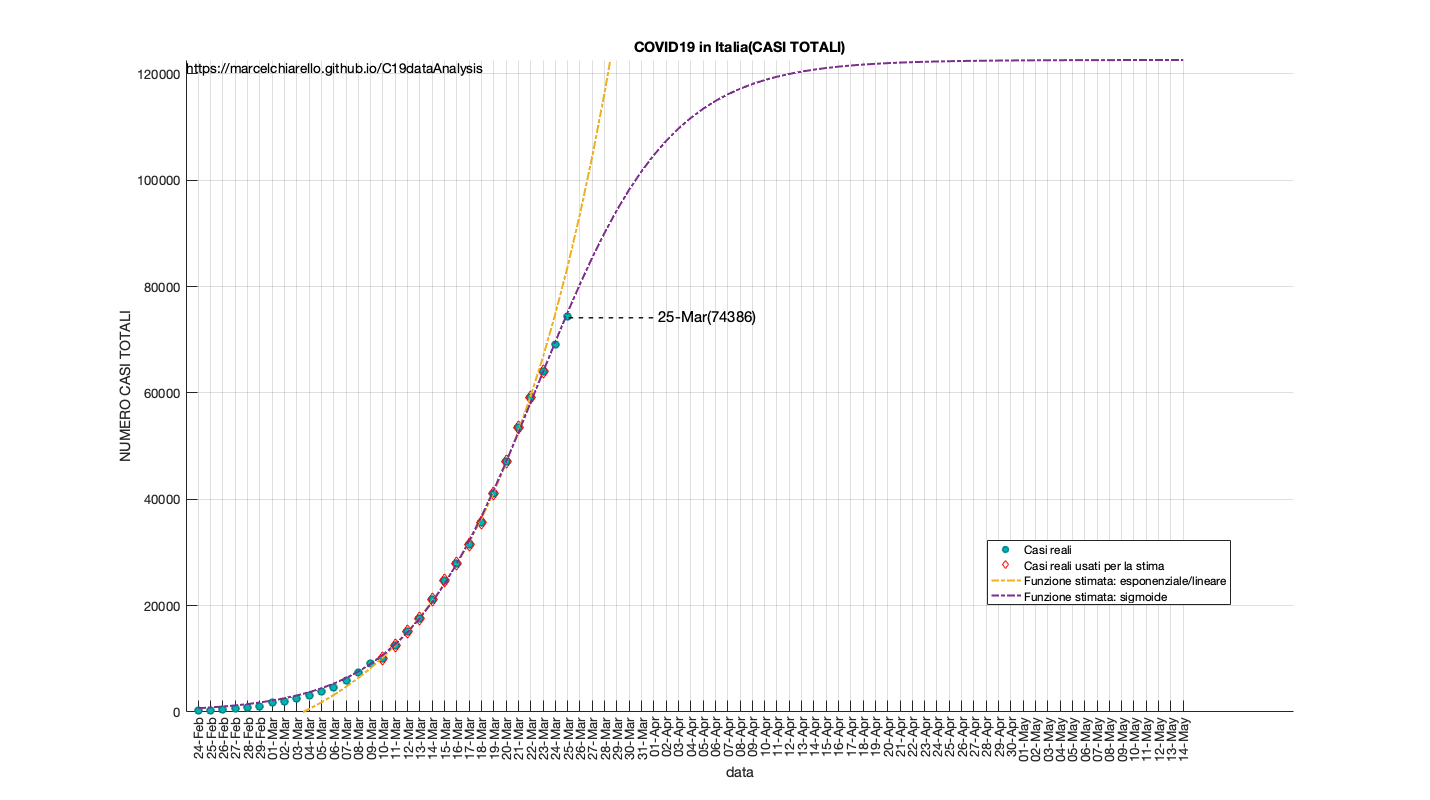 COVID19 in Italia(CASI TOTALI)
https://marcelchiarello.github.io/C19dataAnalysis
120000
100000
80000
60000
40000
20000
0
NUMERO CASI TOTALI
25-Mar(74386)
Casi reali
Casi reali usati per la stima
Funzione stimata: esponenziale/lineare
Funzione stimata: sigmoide
24-Feb
25-Feb
26-Feb
27-Feb
28-Feb
29-Feb
01-Mar
02-Mar
03-Mar
04-Mar
05-Mar
06-Mar
07-Mar
08-Mar
09-Mar
10-Mar
11-Mar
12-Mar
13-Mar
14-Mar
15-Mar
16-Mar
17-Mar
18-Mar
19-Mar
20-Mar
21-Mar
22-Mar
23-Mar
24-Mar
25-Mar
26-Mar
27-Mar
28-Mar
29-Mar
30-Mar
31-Mar
01-Apr
02-Apr
03-Apr
04-Apr
05-Apr
06-Apr
07-Apr
08-Apr
09-Apr
10-Apr
11-Apr
12-Apr
13-Apr
14-Apr
15-Apr
16-Apr
17-Apr
18-Apr
19-Apr
20-Apr
21-Apr
22-Apr
23-Apr
24-Apr
25-Apr
26-Apr
27-Apr
28-Apr
29-Apr
30-Apr
01-May
02-May
03-May
04-May
05-May
06-May
07-May
08-May
09-May
10-May
11-May
12-May
13-May
14-May
data